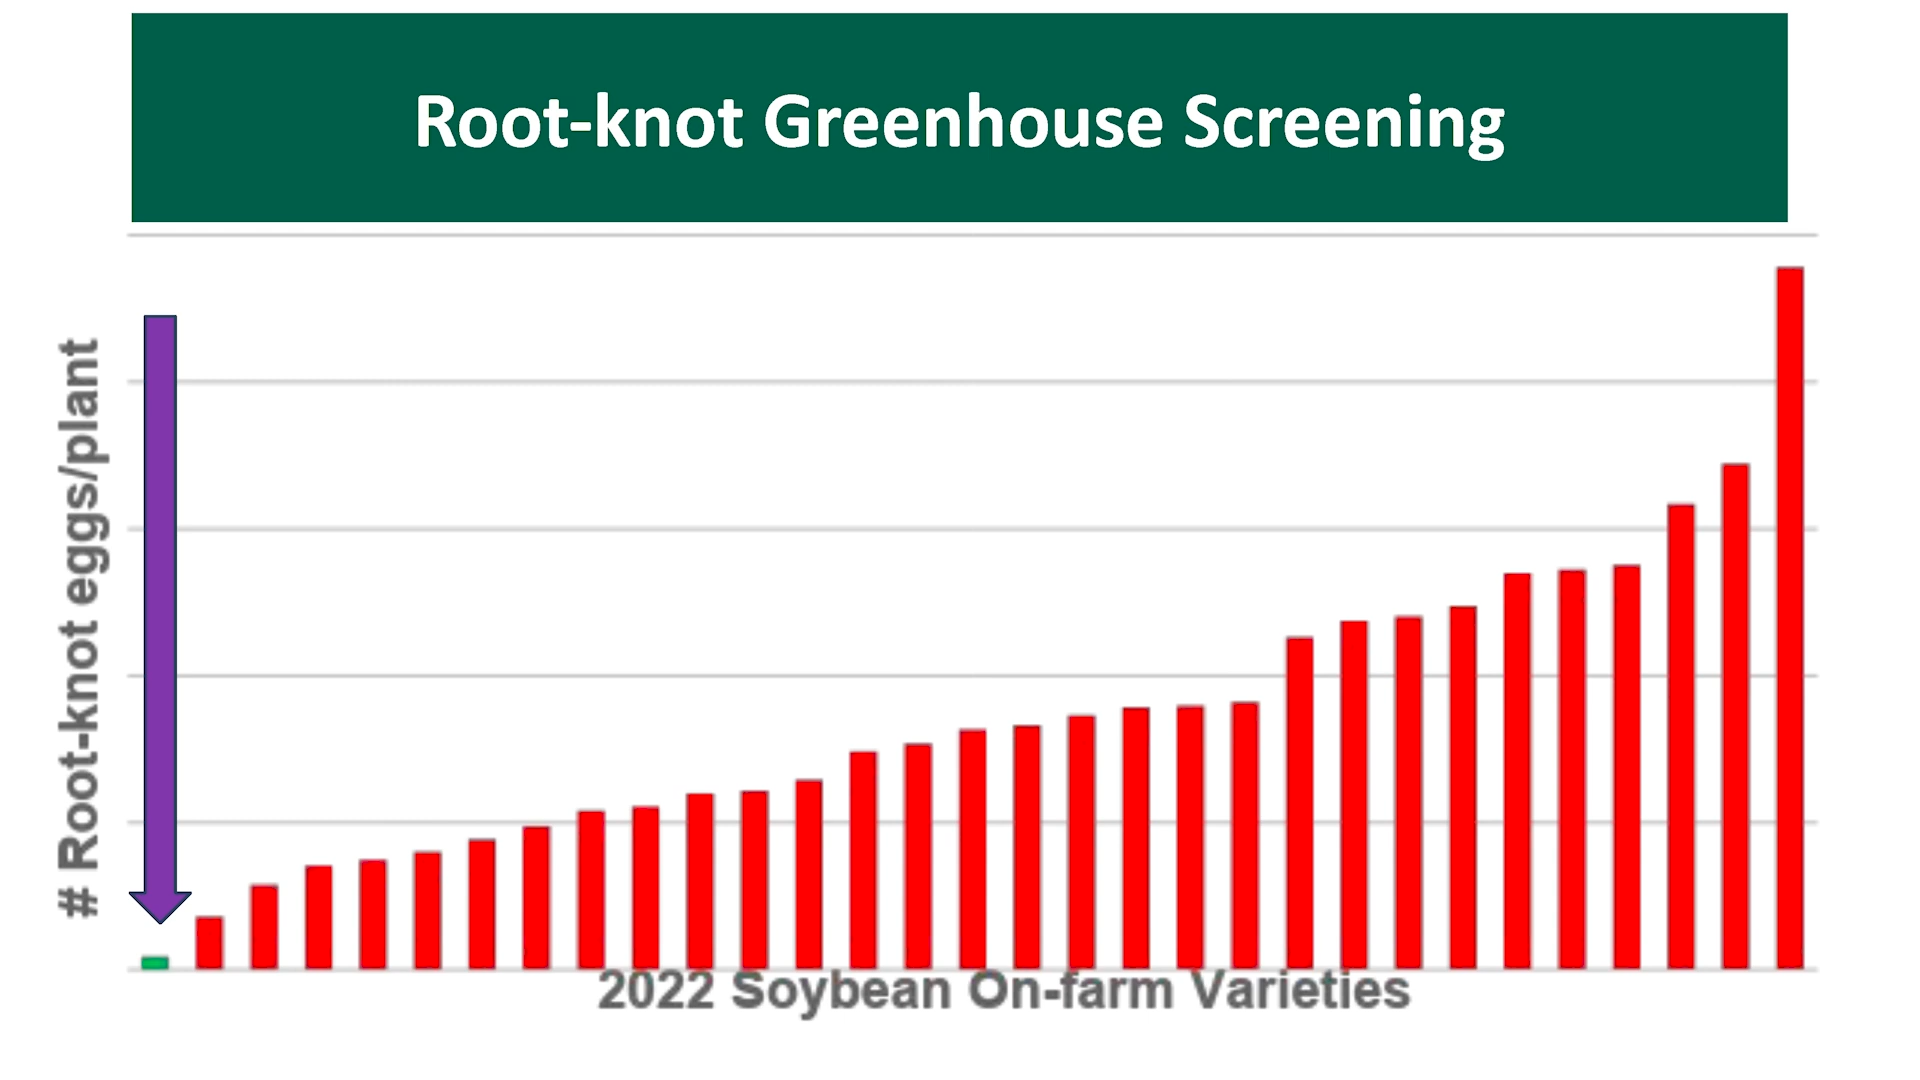 Root-knot Greenhouse Screening
# Root-knot eggs/plant
2022 Soybean On-farm Varieties